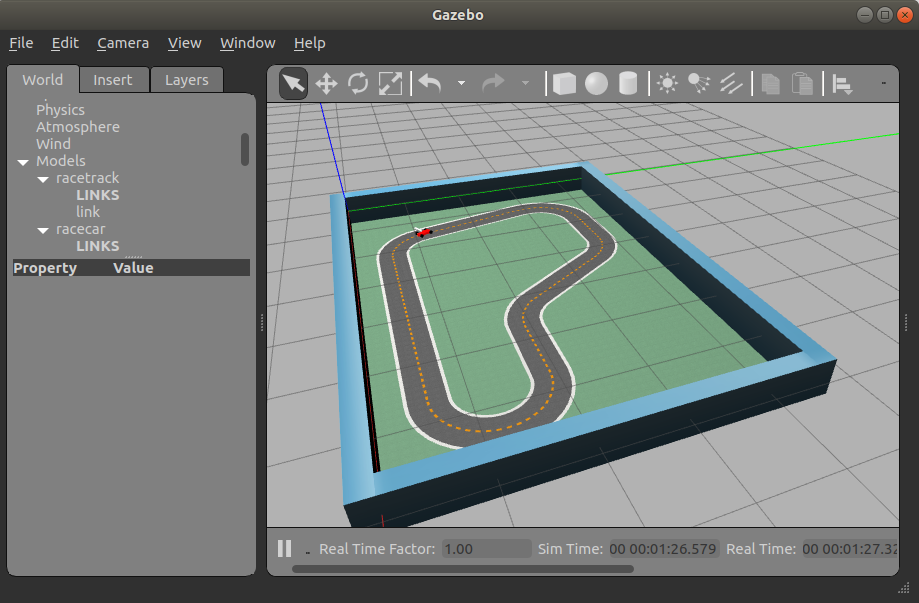 Gazebo
File Edit Camera View Window Help
World Insert Layers
Physics
Atmosphere
Wind
Models
racetrack
LINKS
link
racecar
LINKS
Property Value
Real Time Factor: 1.00 Sim Time: 00 00:01:26.579 Real Time: 00 00:01:27.32